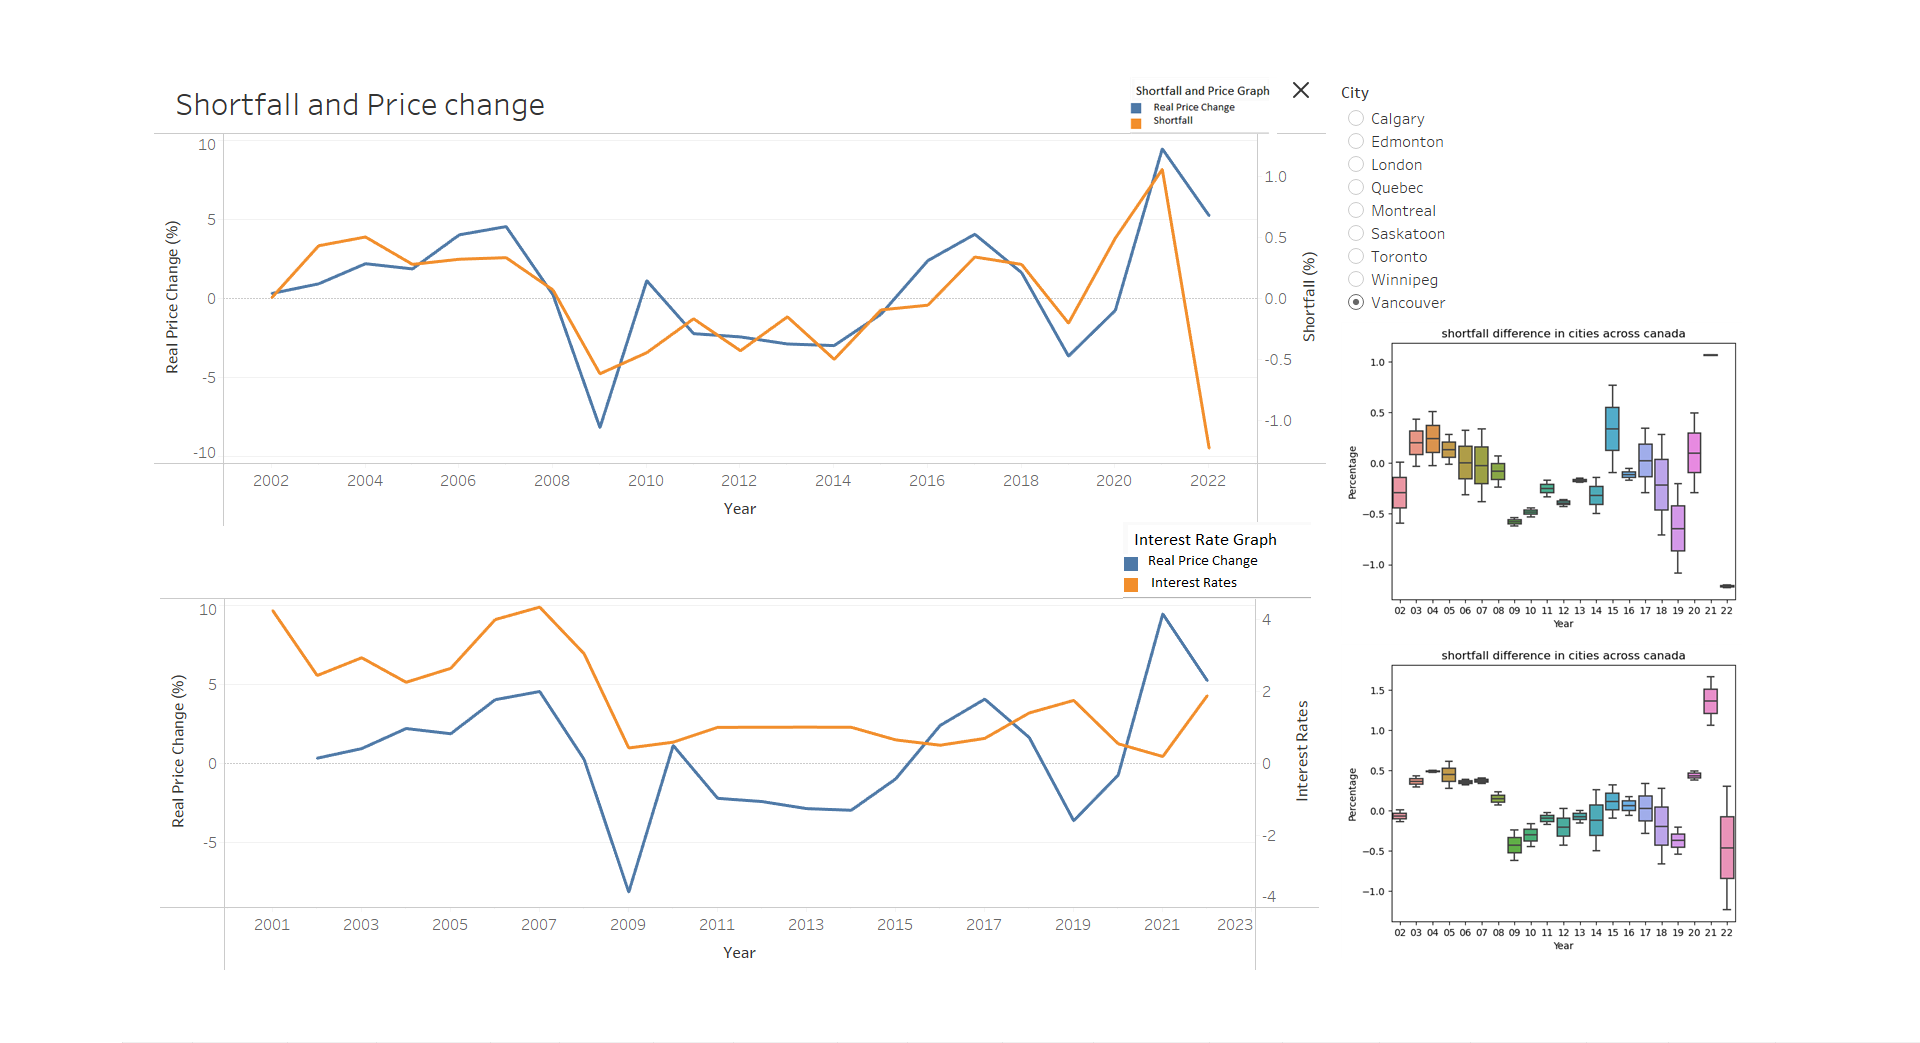 Shortfall and Price change
Shortfall and Price Graph
Real Price Change
Shortfall
10
5
0
-5
-10
Real Price Change (%)
1.0
0.5
0.0
-0.5
-1.0
Shortfall (%)
2002 2004 2006 2008 2010 2012 2014 2016 2018 2020 2022
Year
Interest Rate Graph
Real Price Change
Interest Rates
10
5
0
-5
Real Price Change (%)
4
2
0
-2
-4
Interest Rates
2001 2003 2005 2007 2009 2011 2013 2015 2017 2019 2021 2023
Year
City
Calgary
Edmonton
London
Quebec
Montreal
Saskatoon
Toronto
Winnipeg
Vancouver
shortfall difference in cities across canada
1.0
0.5
0.0
−0.5
−1.0
Percentage
02 03 04 05 06 07 08 09 10 11 12 13 14 15 16 17 18 19 20 21 22
Year
shortfall difference in cities across canada
1.5
1.0
0.5
0.0
−0.5
−1.0
Percentage
02 03 04 05 06 07 08 09 10 11 12 13 14 15 16 17 18 19 20 21 22
Year